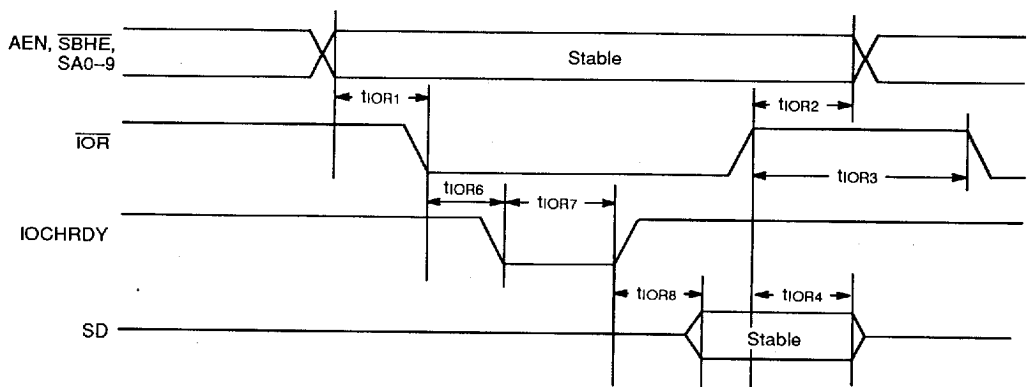 AEN, SBHE,
SA0–9
Stable
tIOR1
tIOR2
IOR
tIOR3
tIOR6
tIOR7
IOCHRDY
tIOR8
tIOR4
SD
Stable